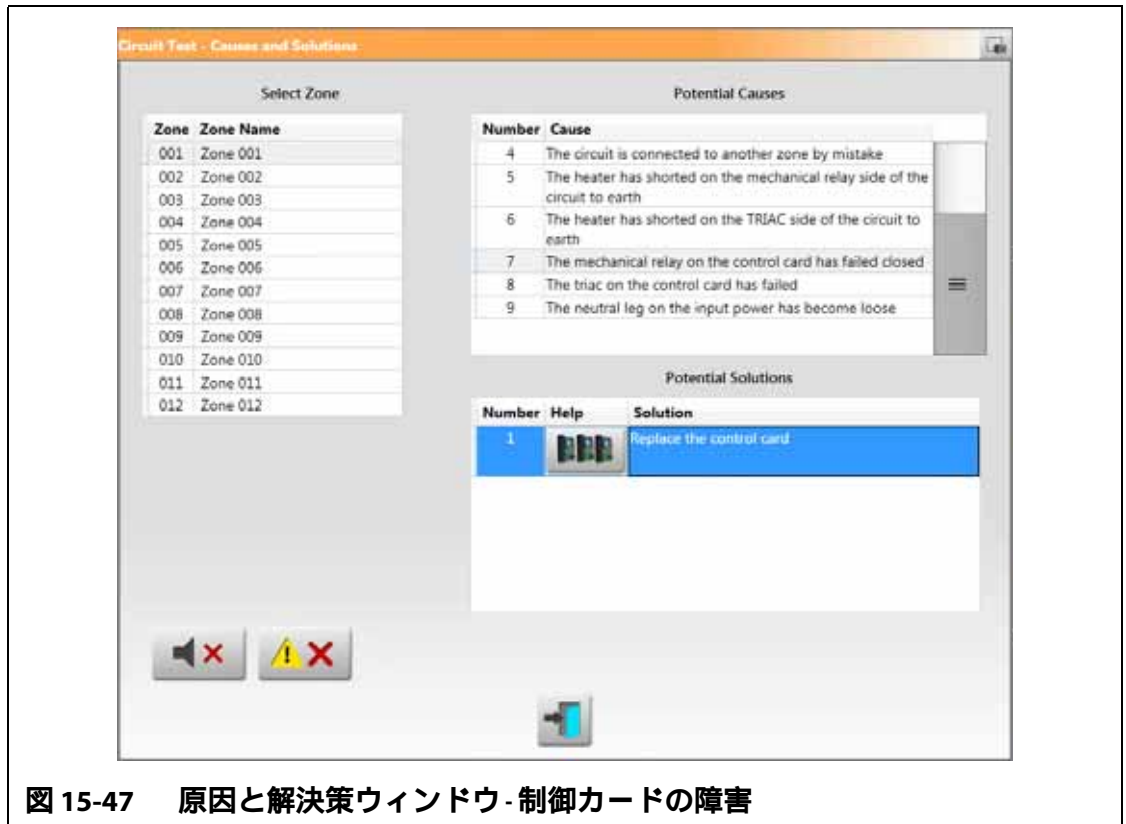 Circuit Test - Causes and Solutions
Select Zone
Zone Zone Name
001 Zone 001
002 Zone 002
003 Zone 003
004 Zone 004
005 Zone 005
006 Zone 006
007 Zone 007
008 Zone 008
009 Zone 009
010 Zone 010
011 Zone 011
012 Zone 012
Potential Causes
Number Cause
4 The circuit is connected to another zone by mistake
5 The heater has shorted on the mechanical relay side of the
circuit to earth
6 The heater has shorted on the TRIAC side of the circuit to
earth
7 The mechanical relay on the control card has failed closed
8 The triac on the control card has failed
9 The neutral leg on the input power has become loose
Potential Solutions
Number Help Solution
1 Replace the control card
図 15-47 原因と解決策ウィンドウ - 制御カードの障害